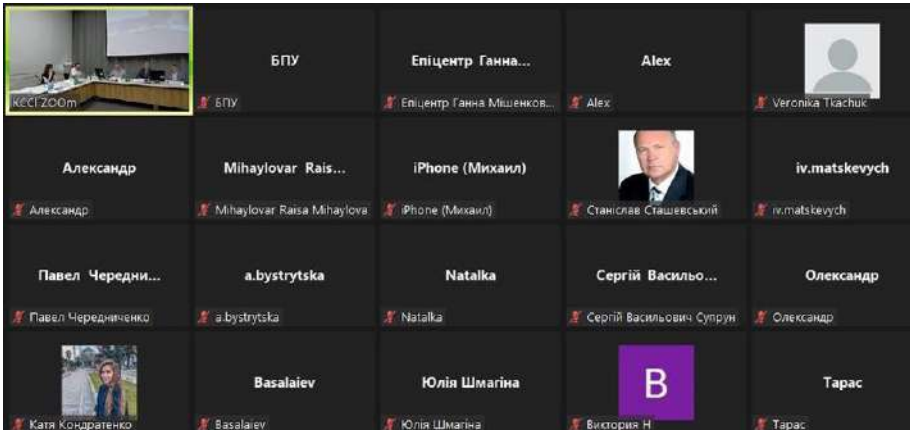 KCCI ZOOm
БПУ
БПУ
Епіцентр Ганна...
Епіцентр Ганна Мішенков...
Alex
Alex
Veronika Tkachuk
Александр
Александр
Mihaylovar Rais...
Mihaylovar Raisa Mihaylova
iPhone (Михаил)
iPhone (Михаил)
Станіслав Сташевський
iv.matskevych
iv.matskevych
Павел Чередни...
Павел Чередниченко
a.bystrytska
a.bystrytska
Natalka
Natalka
Сергій Васильо...
Сергій Васильович Супрун
Олександр
Олександр
Катя Кондратенко
Basalaiev
Basalaiev
Юлія Шмагіна
Юлія Шмагіна
В
Виктория Н
Тарас
Тарас